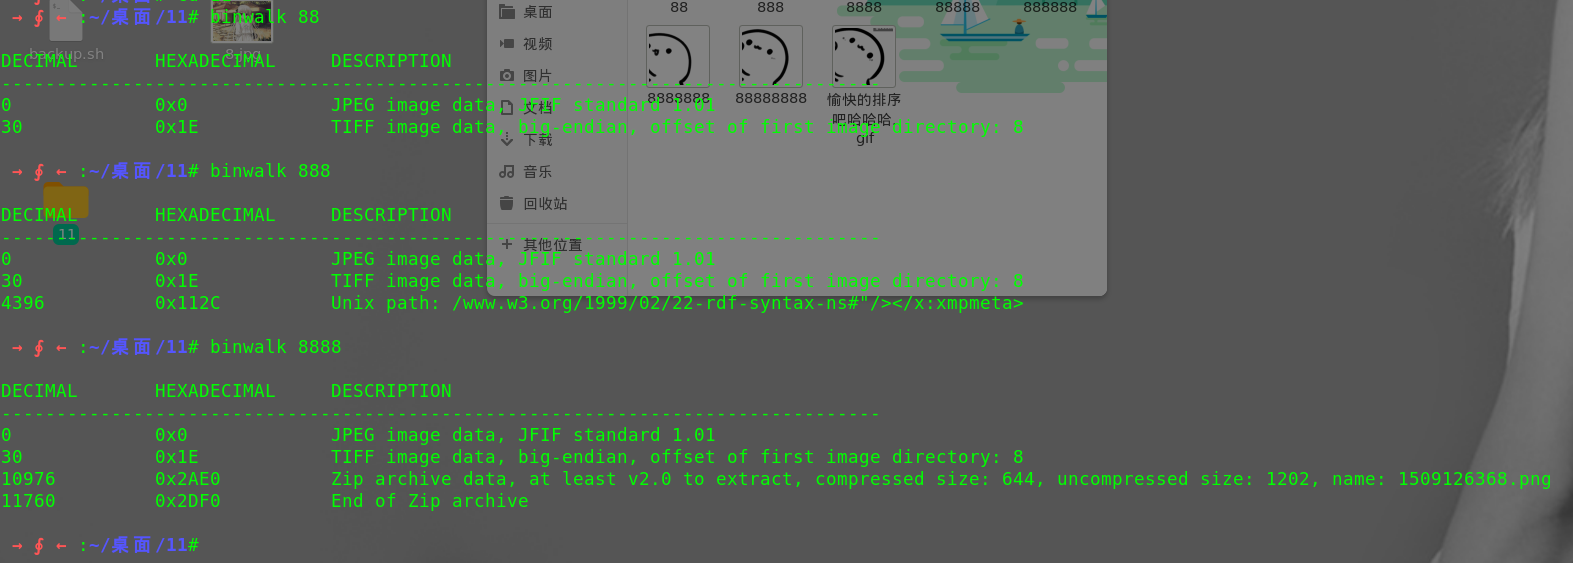 → ∮ ← :~/桌面/11# binwalk 88
88 888 8888 88888 888888
桌面
backup.sh 8.jpg
视频
DECIMAL HEXADECIMAL DESCRIPTION
图片
--------------------------------------------------------------------------------
8888888 88888888 愉快的排序吧哈哈哈.gif
0 0x0 JPEG image data, JFIF standard 1.01
文档
30 0x1E TIFF image data, big-endian, offset of first image directory: 8
下载
→ ∮ ← :~/桌面/11# binwalk 888
音乐
回收站
DECIMAL HEXADECIMAL DESCRIPTION
11
--------------------------------------------------------------------------------
其他位置
0 0x0 JPEG image data, JFIF standard 1.01
30 0x1E TIFF image data, big-endian, offset of first image directory: 8
4396 0x112C Unix path: /www.w3.org/1999/02/22-rdf-syntax-ns#"/></x:xmpmeta>
→ ∮ ← :~/桌面/11# binwalk 8888
DECIMAL HEXADECIMAL DESCRIPTION
--------------------------------------------------------------------------------
0 0x0 JPEG image data, JFIF standard 1.01
30 0x1E TIFF image data, big-endian, offset of first image directory: 8
10976 0x2AE0 Zip archive data, at least v2.0 to extract, compressed size: 644, uncompressed size: 1202, name: 1509126368.png
11760 0x2DF0 End of Zip archive
→ ∮ ← :~/桌面/11#